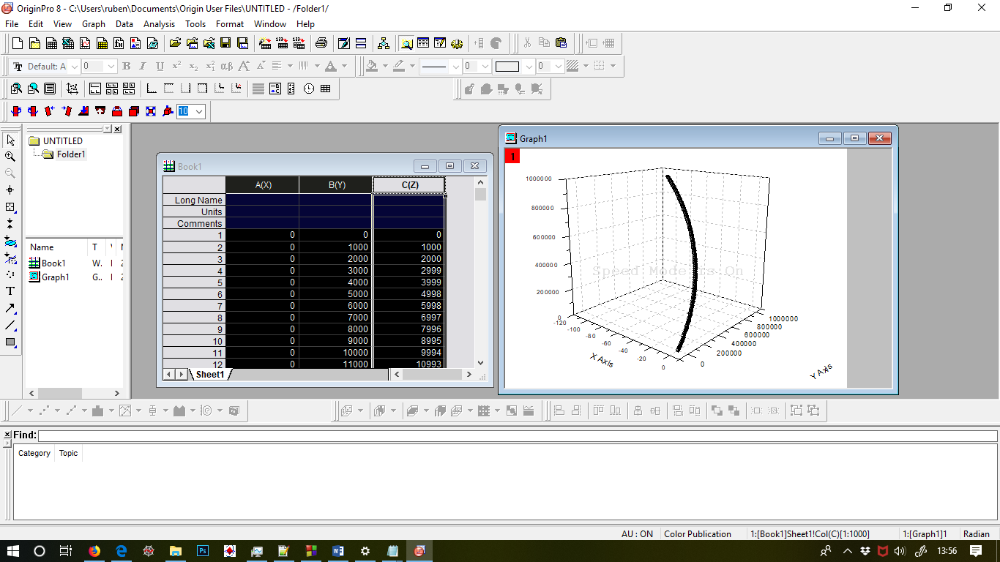 OriginPro 8 - C:\Users\ruben\Documents\Origin User Files\UNTITLED - /Folder1/
File Edit View Graph Data Analysis Tools Format Window Help
Default: A 0 B I U x² x₂ αβ A A A 0 0
10
UNTITLED
Folder1
Name T
Book1 W.
Graph1 G..
Book1
A(X) B(Y) C(Z)
Long Name
Units
Comments
1 0 0 0
2 0 1000 1000
3 0 2000 2000
4 0 3000 2999
5 0 4000 3999
6 0 5000 4998
7 0 6000 5998
8 0 7000 6997
9 0 8000 7996
10 0 9000 8995
11 0 10000 9994
12 0 11000 10993
Sheet1
Graph1
1
1000000
800000
600000
400000
200000
0
-120
-100
-80
-60
-40
-20
0
X Axis
0
200000
400000
600000
800000
1000000
Y Axis
Speed Mode is On
Find:
Category Topic
AU : ON Color Publication 1:[Book1]Sheet1!Col(C)[1:1000] 1:[Graph1]1 Radian
13:56